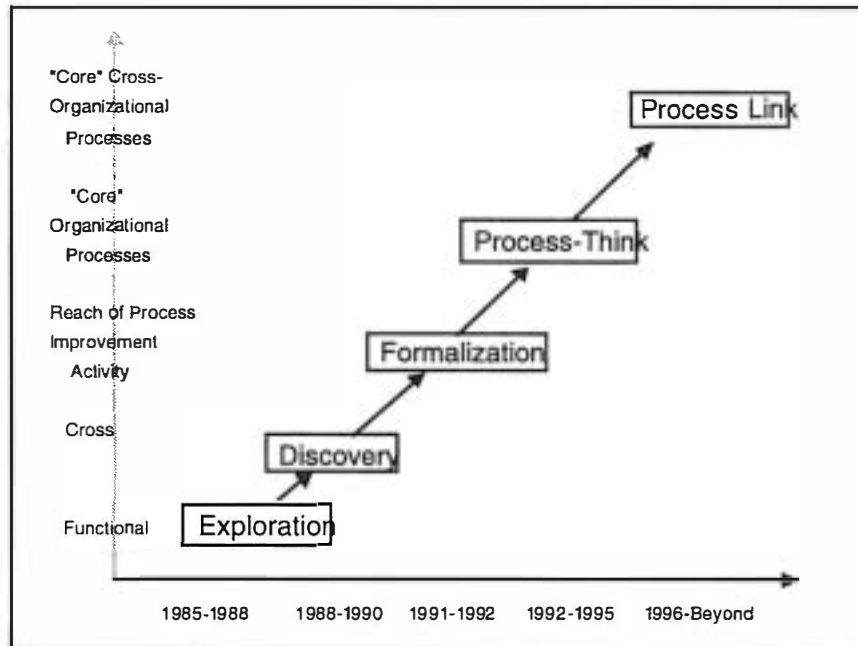 "Core" Cross-
Organizational
Processes
Process Link
"Core"
Organizational
Processes
Process-Think
Reach of Process
Improvement
Activity
Formalization
Cross
Discovery
Functional
Exploration
1985-1988 1988-1990 1991-1992 1992-1995 1996-Beyond